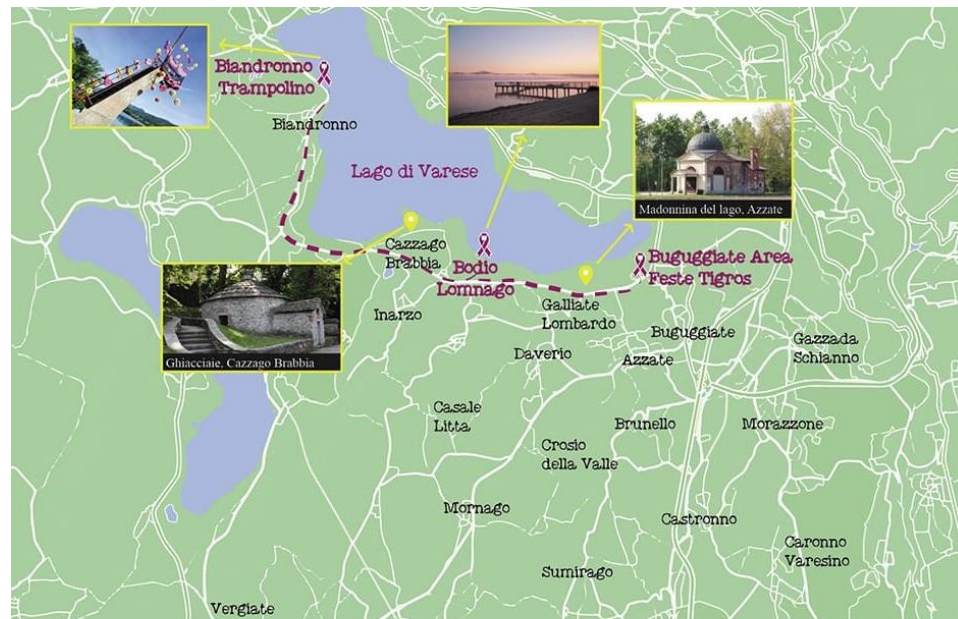 Biandronno
Trampolino
Biandronno
Lago di Varese
Madonnina del lago, Azzate
Cazzago
Brabbia
Bodio
Lomnago
Buguggiate Area
Feste Tigros
Ghiacciaie, Cazzago Brabbia
Inarzo
Galliate
Lombardo
Daverio
Buguggiate
Azzate
Gazzada
Schianno
Casale
Litta
Brunello
Morazzone
Crosio
della Valle
Mornago
Castronno
Caronno
Varesino
Sumirago
Vergiate